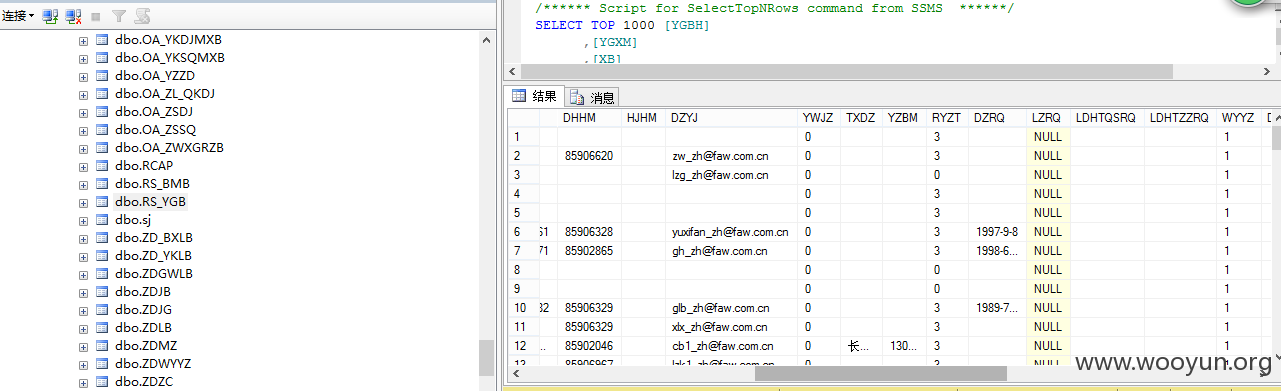 连接
dbo.OA_YKDJMXB
dbo.OA_YKSQMXB
dbo.OA_YZZD
dbo.OA_ZL_QKDJ
dbo.OA_ZSDJ
dbo.OA_ZSSQ
dbo.OA_ZWXGRZB
dbo.RCAP
dbo.RS_BMB
dbo.RS_YGB
dbo.sj
dbo.ZD_BXLB
dbo.ZD_YKLB
dbo.ZDGWLB
dbo.ZDJB
dbo.ZDJG
dbo.ZDLB
dbo.ZDMZ
dbo.ZDWYYZ
dbo.ZDZC
/****** Script for SelectTopNRows command from SSMS ******/
SELECT TOP 1000 [YGBH]
,[YGXM]
,[XB]
结果 消息
DHHM HJHM DZYJ YWJZ TXDZ YZBM RYZT DZRQ LZRQ LDHTQSRQ LDHTZZRQ WYYZ
1 0 3 NULL 1
2 85906620 zw_zh@faw.com.cn 0 3 NULL 1
3 lzg_zh@faw.com.cn 0 0 NULL 1
4 0 3 NULL 1
5 0 3 NULL 1
6 61 85906328 yuxifan_zh@faw.com.cn 0 3 1997-9-8 NULL 1
7 71 85902865 gh_zh@faw.com.cn 0 3 1998-6... NULL 1
8 0 0 NULL 1
9 0 0 NULL 1
10 32 85906329 glb_zh@faw.com.cn 0 3 1989-7... NULL 1
11 85906329 xlx_zh@faw.com.cn 0 3 NULL 1
12 ... 85902046 cb1_zh@faw.com.cn 0 长... 130... 3 NULL 1
www.wooyun.org